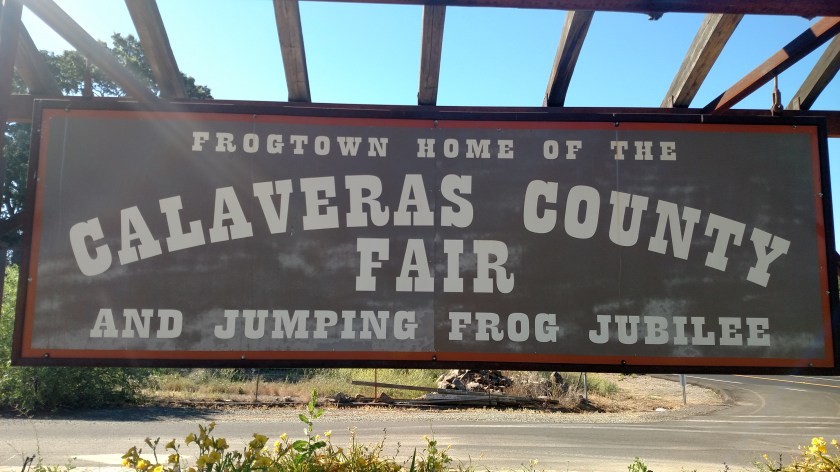 FROGTOWN HOME OF THE
CALAVERAS COUNTY
FAIR
AND JUMPING FROG JUBILEE